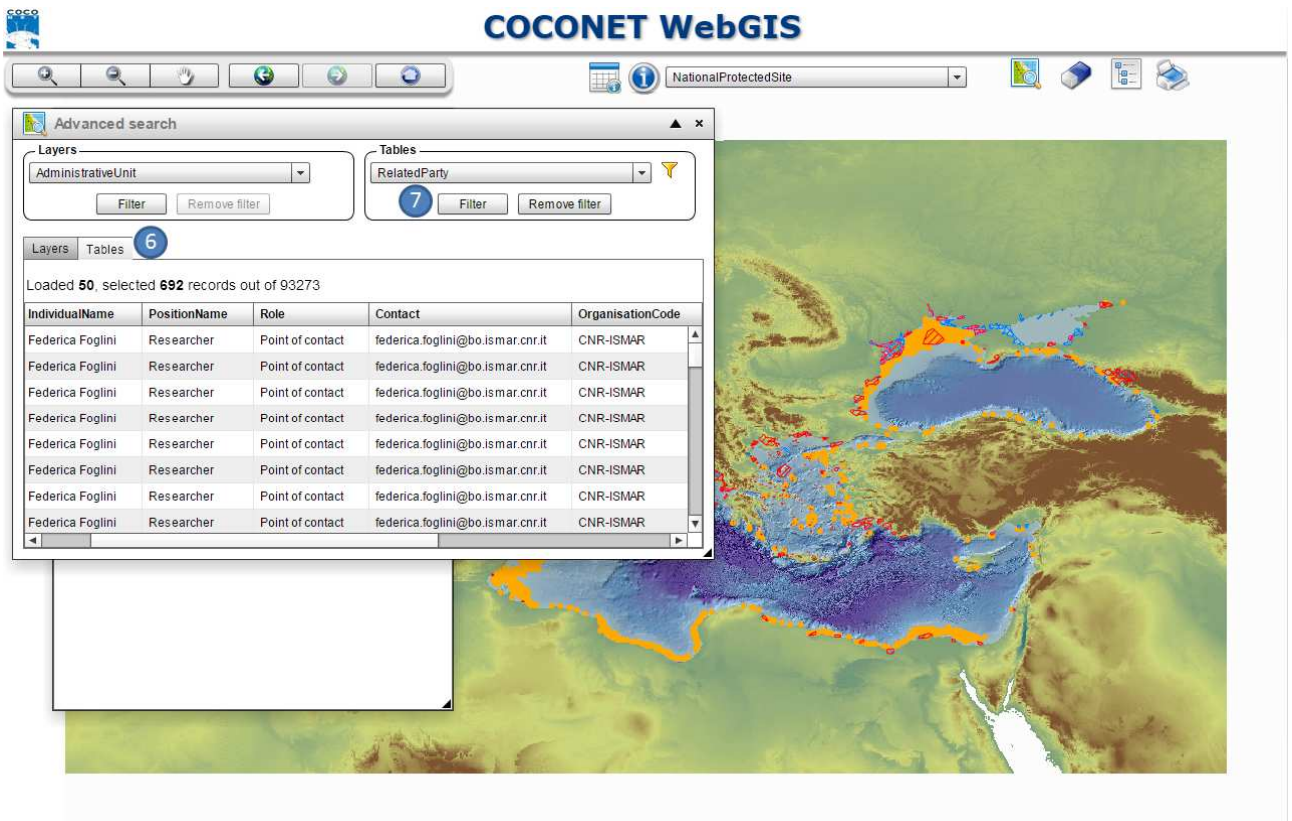 COCO
COCONET WebGIS
NationalProtectedSite
Advanced search
Layers
AdministrativeUnit
Filter Remove filter
Tables
RelatedParty
7 Filter Remove filter
Layers Tables 6
Loaded 50, selected 692 records out of 93273
IndividualName PositionName Role Contact OrganisationCode
Federica Foglini Researcher Point of contact federica.foglini@bo.ismar.cnr.it CNR-ISMAR
Federica Foglini Researcher Point of contact federica.foglini@bo.ismar.cnr.it CNR-ISMAR
Federica Foglini Researcher Point of contact federica.foglini@bo.ismar.cnr.it CNR-ISMAR
Federica Foglini Researcher Point of contact federica.foglini@bo.ismar.cnr.it CNR-ISMAR
Federica Foglini Researcher Point of contact federica.foglini@bo.ismar.cnr.it CNR-ISMAR
Federica Foglini Researcher Point of contact federica.foglini@bo.ismar.cnr.it CNR-ISMAR
Federica Foglini Researcher Point of contact federica.foglini@bo.ismar.cnr.it CNR-ISMAR
Federica Foglini Researcher Point of contact federica.foglini@bo.ismar.cnr.it CNR-ISMAR